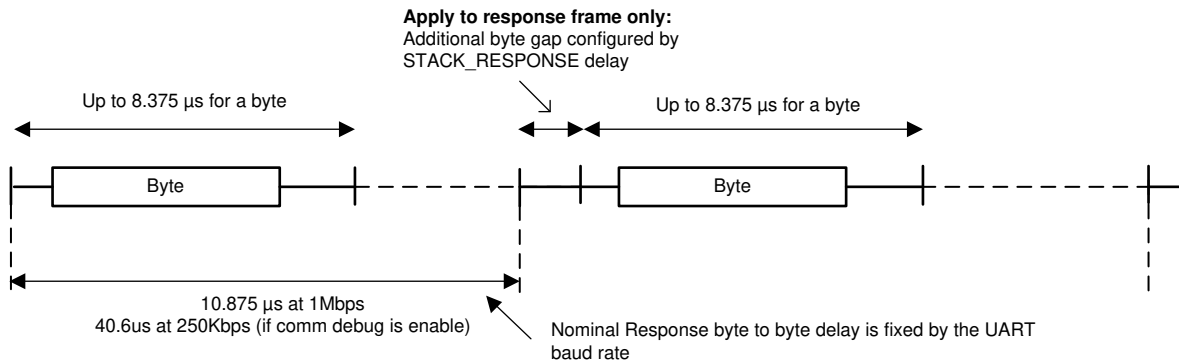 Apply to response frame only:
Additional byte gap configured by
STACK_RESPONSE delay
Up to 8.375 µs for a byte
Up to 8.375 µs for a byte
Byte
Byte
10.875 µs at 1Mbps
40.6us at 250Kbps (if comm debug is enable)
Nominal Response byte to byte delay is fixed by the UART
baud rate